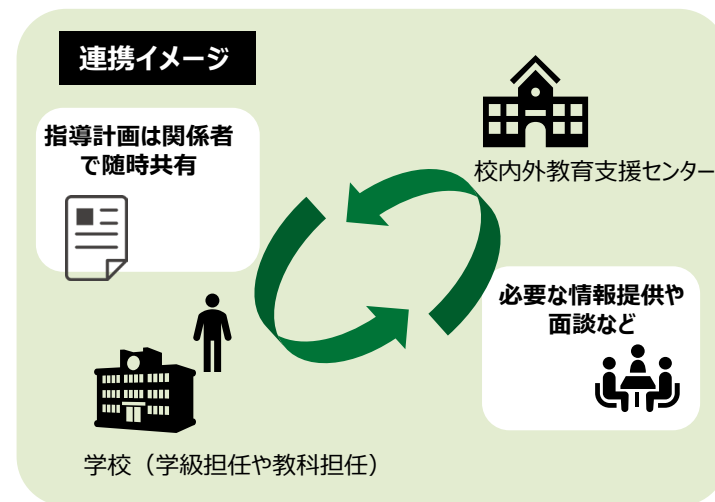 連携イメージ
指導計画は関係者
で随時共有
校内外教育支援センター
必要な情報提供や
面談など
学校（学級担任や教科担任）